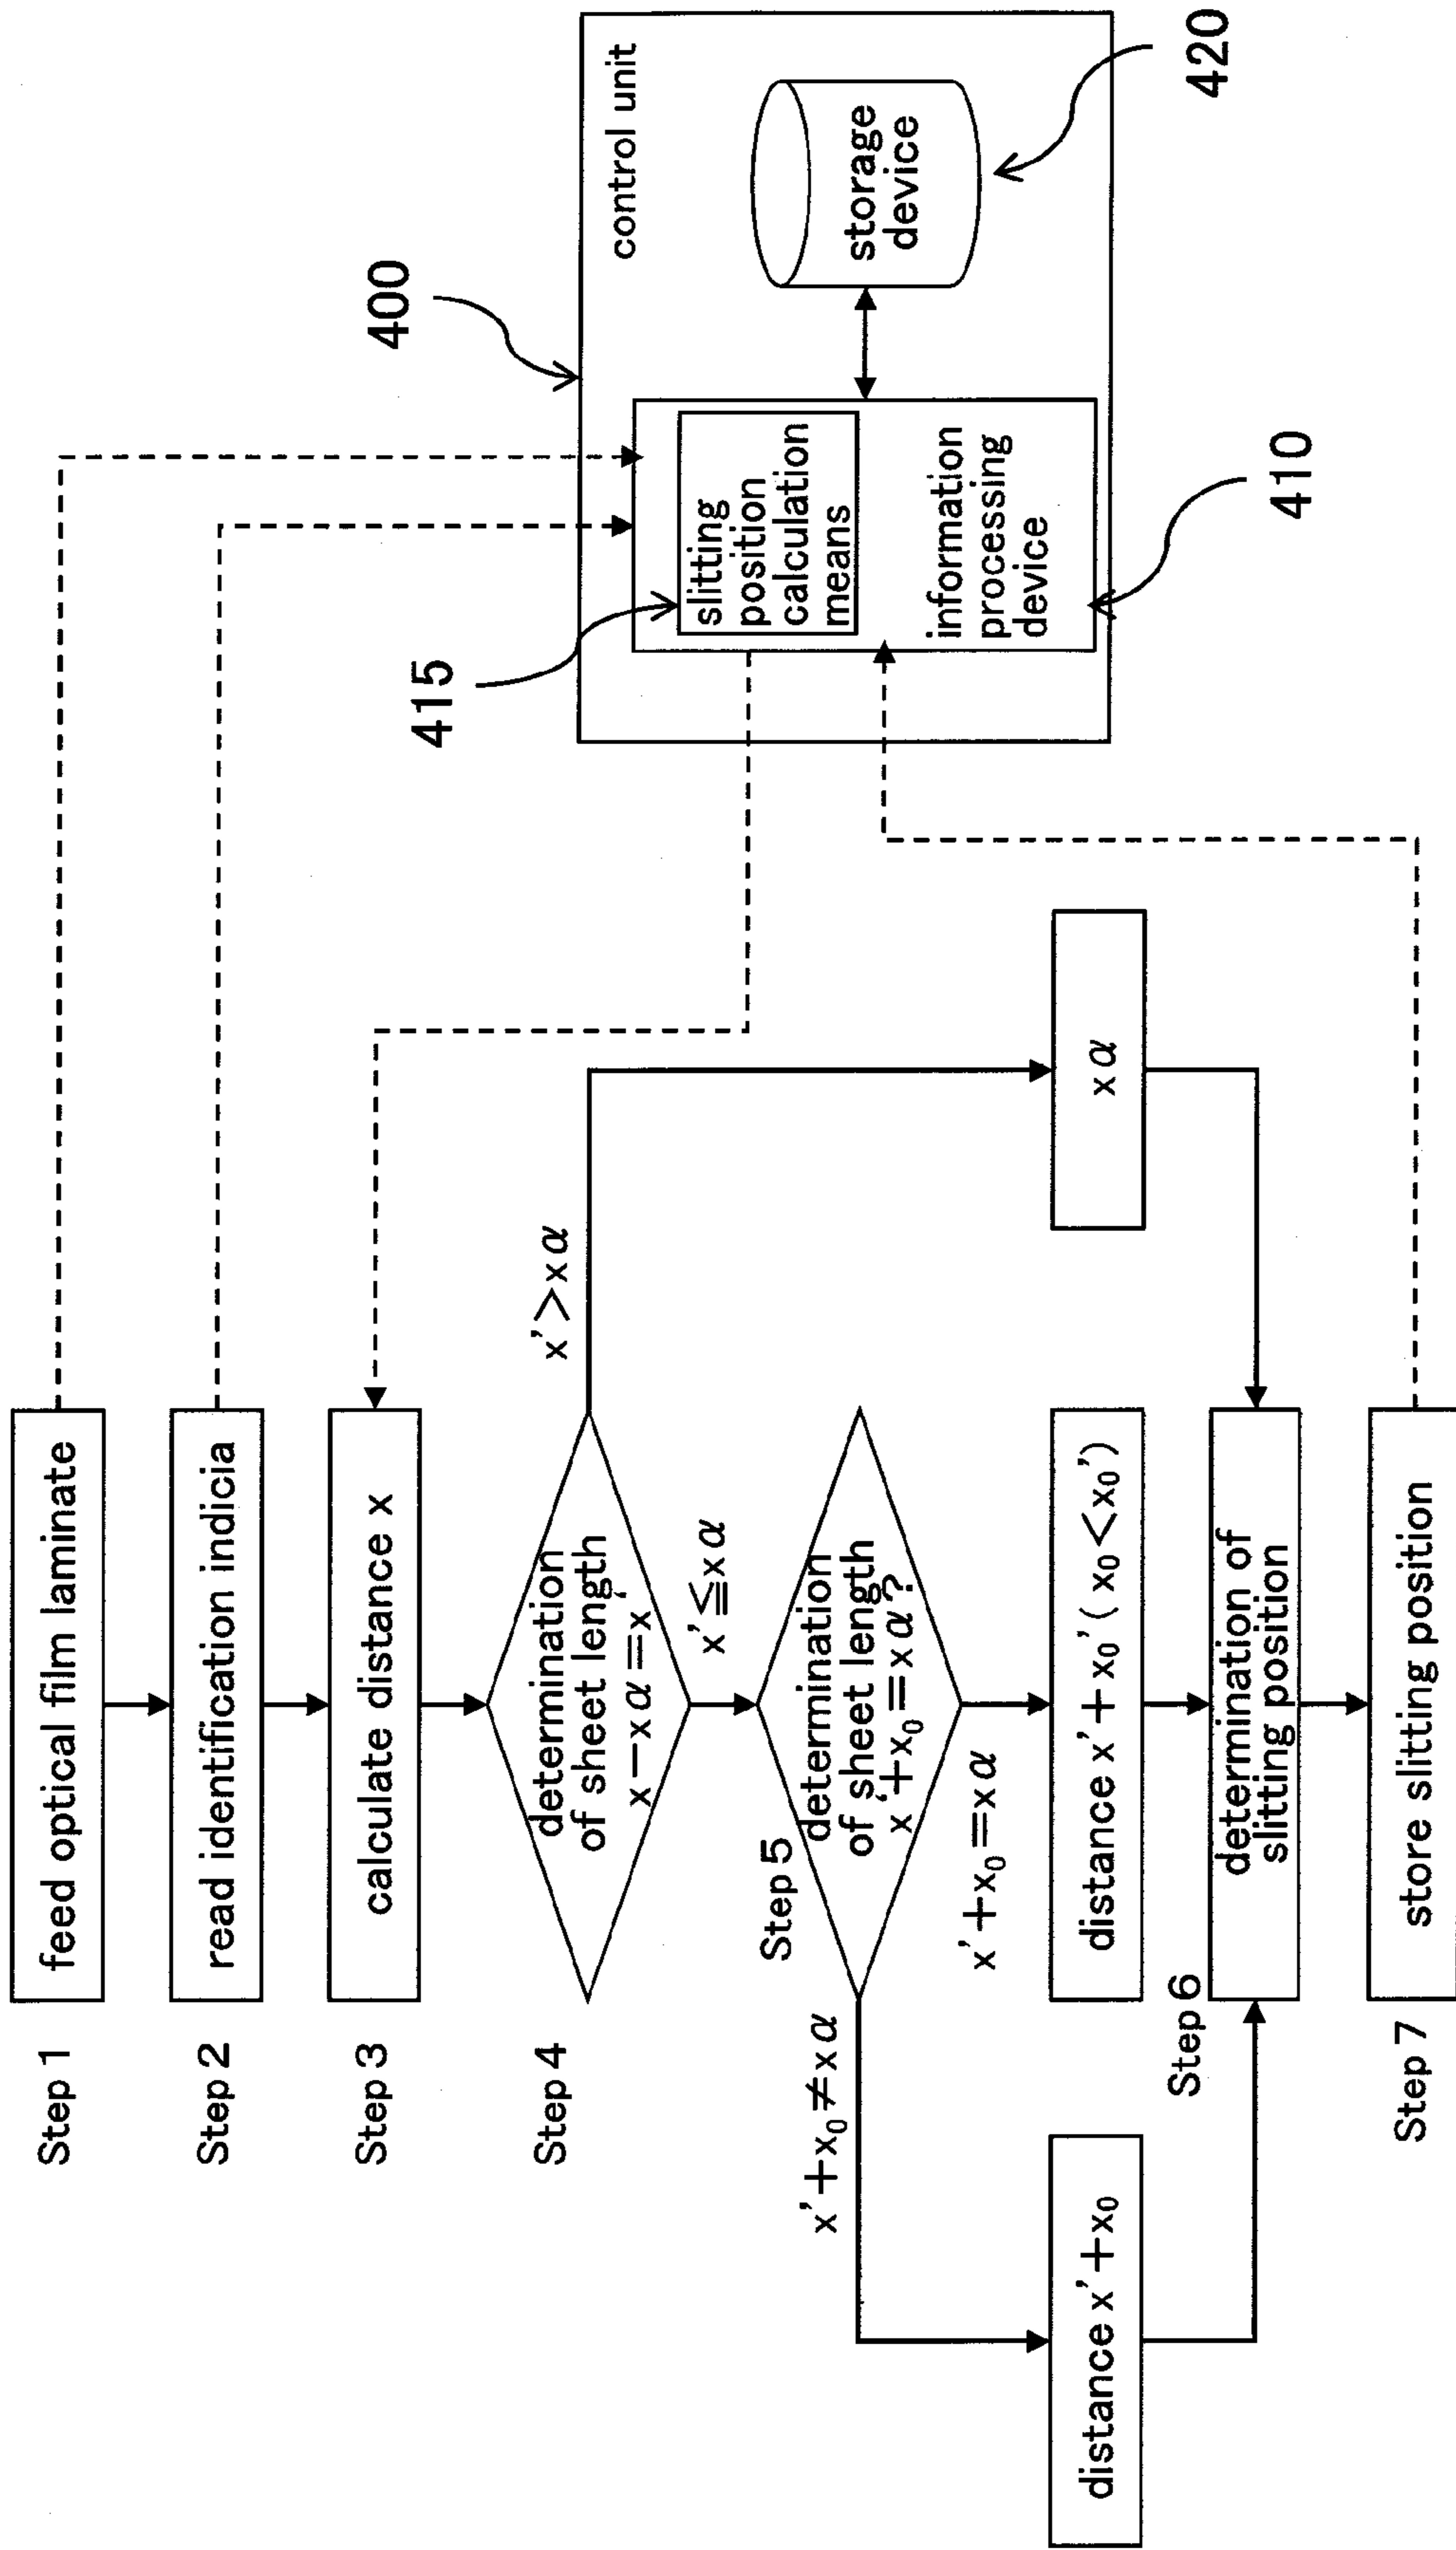 Step 1
feed optical film laminate
Step 2
read identification indicia
Step 3
calculate distance x
Step 4
determination
of sheet length
x－xα＝x'
x'＞xα
x'≦xα
Step 5
determination
of sheet length
x'＋x₀＝xα?
x'＋x₀≠xα
x'＋x₀＝xα
distance x'＋x₀
distance x'＋x₀'(x₀＜x₀')
xα
Step 6
determination of
slitting position
Step 7
store slitting position
400
control unit
415
slitting
position
calculation
means
information
processing
device
410
storage
device
420